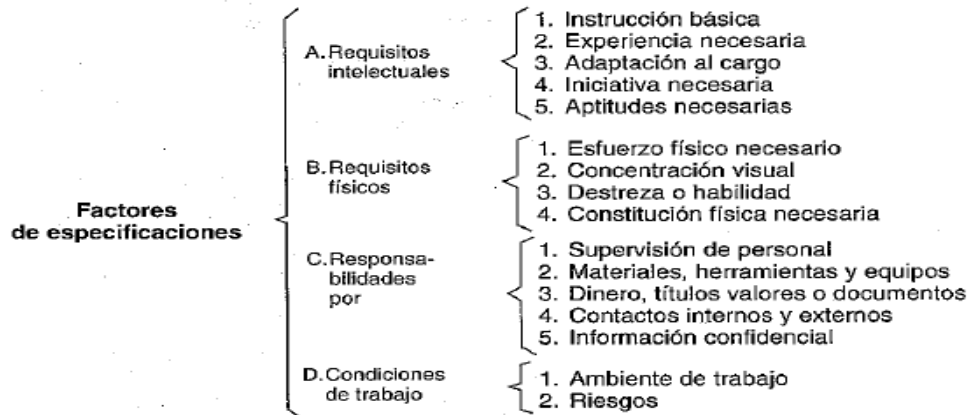 Factores
de especificaciones
A. Requisitos
intelectuales
1. Instrucción básica
2. Experiencia necesaria
3. Adaptación al cargo
4. Iniciativa necesaria
5. Aptitudes necesarias
B. Requisitos
físicos
1. Esfuerzo físico necesario
2. Concentración visual
3. Destreza o habilidad
4. Constitución física necesaria
C. Responsa-
bilidades
por
1. Supervisión de personal
2. Materiales, herramientas y equipos
3. Dinero, títulos valores o documentos
4. Contactos internos y externos
5. Información confidencial
D. Condiciones
de trabajo
1. Ambiente de trabajo
2. Riesgos